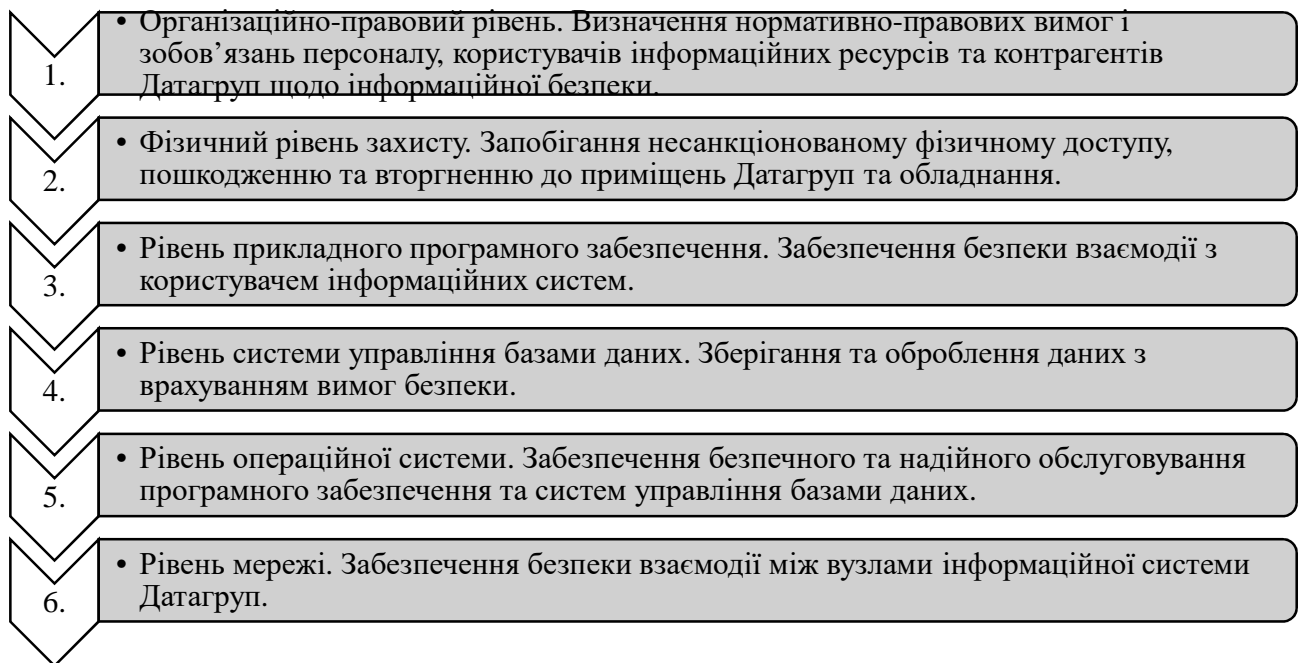 1.
• Організаційно-правовий рівень. Визначення нормативно-правових вимог і
зобов’язань персоналу, користувачів інформаційних ресурсів та контрагентів
Датагруп щодо інформаційної безпеки.
2.
• Фізичний рівень захисту. Запобігання несанкціонованому фізичному доступу,
пошкодженню та вторгненню до приміщень Датагруп та обладнання.
3.
• Рівень прикладного програмного забезпечення. Забезпечення безпеки взаємодії з
користувачем інформаційних систем.
4.
• Рівень системи управління базами даних. Зберігання та оброблення даних з
врахуванням вимог безпеки.
5.
• Рівень операційної системи. Забезпечення безпечного та надійного обслуговування
програмного забезпечення та систем управління базами даних.
6.
• Рівень мережі. Забезпечення безпеки взаємодії між вузлами інформаційної системи
Датагруп.